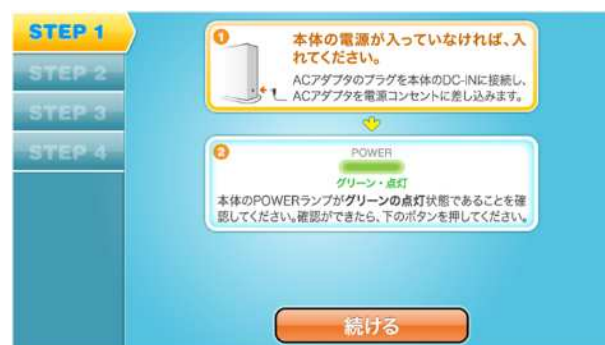 STEP 1
STEP 2
STEP 3
STEP 4
1
本体の電源が入っていなければ、入
れてください。
ACアダプタのプラグを本体のDC-INに接続し、
ACアダプタを電源コンセントに差し込みます。
2
POWER
グリーン・点灯
本体のPOWERランプがグリーンの点灯状態であることを確
認してください。確認ができたら、下のボタンを押してください。
続ける